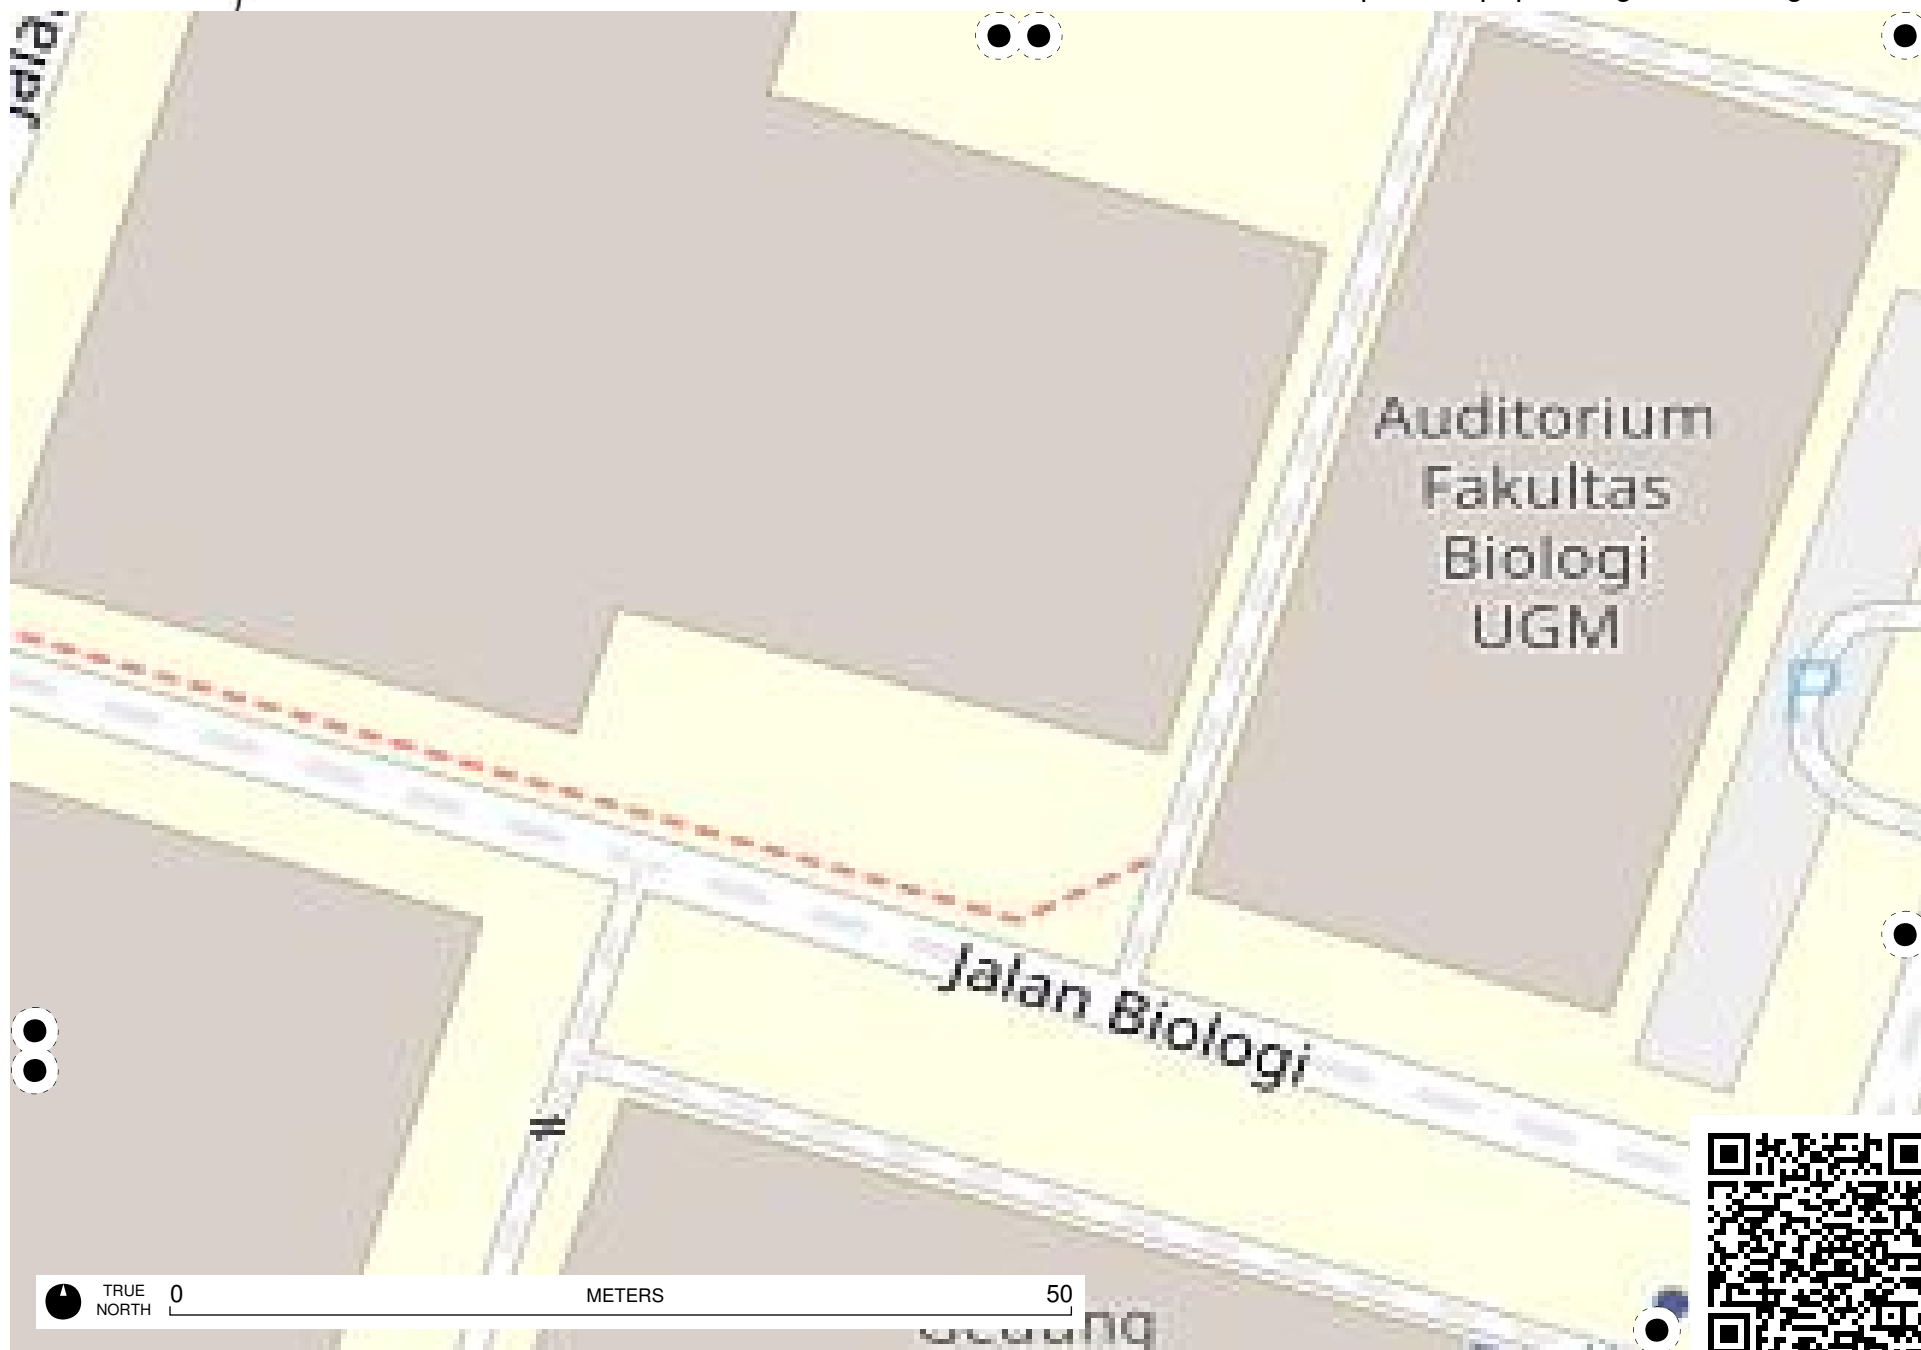 Auditorium
Fakultas
Biologi
UGM
P
Jalan Biologi
TRUE
NORTH
0
METERS
50